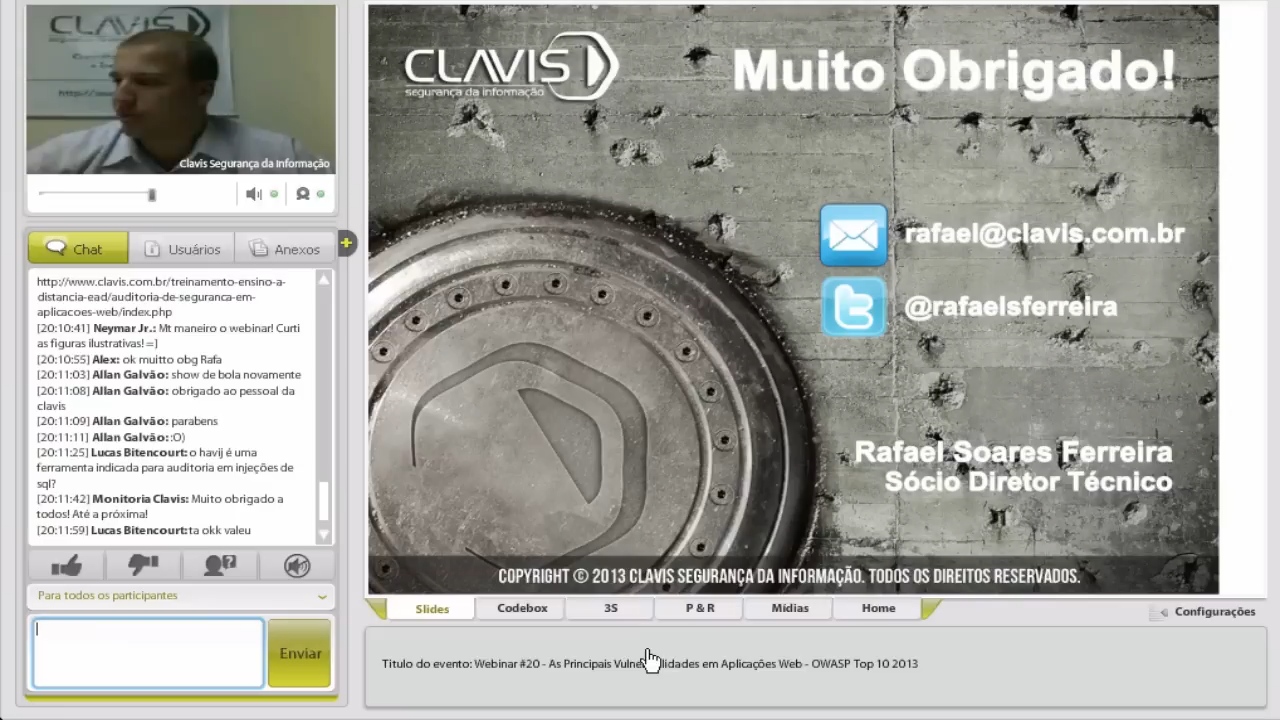 CLAVIS
Clavis Segurança da Informação
Chat
Usuários
Anexos
http://www.clavis.com.br/treinamento-ensino-a-
distancia-ead/auditoria-de-seguranca-em-
aplicacoes-web/index.php
[20:10:41] Neymar Jr.: Mt maneiro o webinar! Curti
as figuras ilustrativas!=]
[20:10:55] Alex: ok muitto obg Rafa
[20:11:03] Allan Galvão: show de bola novamente
[20:11:08] Allan Galvão: obrigado ao pessoal da
clavis
[20:11:09] Allan Galvão: parabens
[20:11:11] Allan Galvão: :O)
[20:11:25] Lucas Bitencourt: o havij é uma
ferramenta indicada para auditoria em injeções de
sql?
[20:11:42] Monitoria Clavis: Muito obrigado a
todos! Até a próxima!
[20:11:59] Lucas Bitencourt: ta okk valeu
Para todos os participantes
Enviar
CLAVIS
segurança da informação
Muito Obrigado!
rafael@clavis.com.br
@rafaelsferreira
Rafael Soares Ferreira
Sócio Diretor Técnico
COPYRIGHT © 2013 CLAVIS SEGURANÇA DA INFORMAÇÃO. TODOS OS DIREITOS RESERVADOS.
Slides
Codebox
3S
P & R
Mídias
Home
Configurações
Titulo do evento: Webinar #20 - As Principais Vulnerabilidades em Aplicações Web - OWASP Top 10 2013